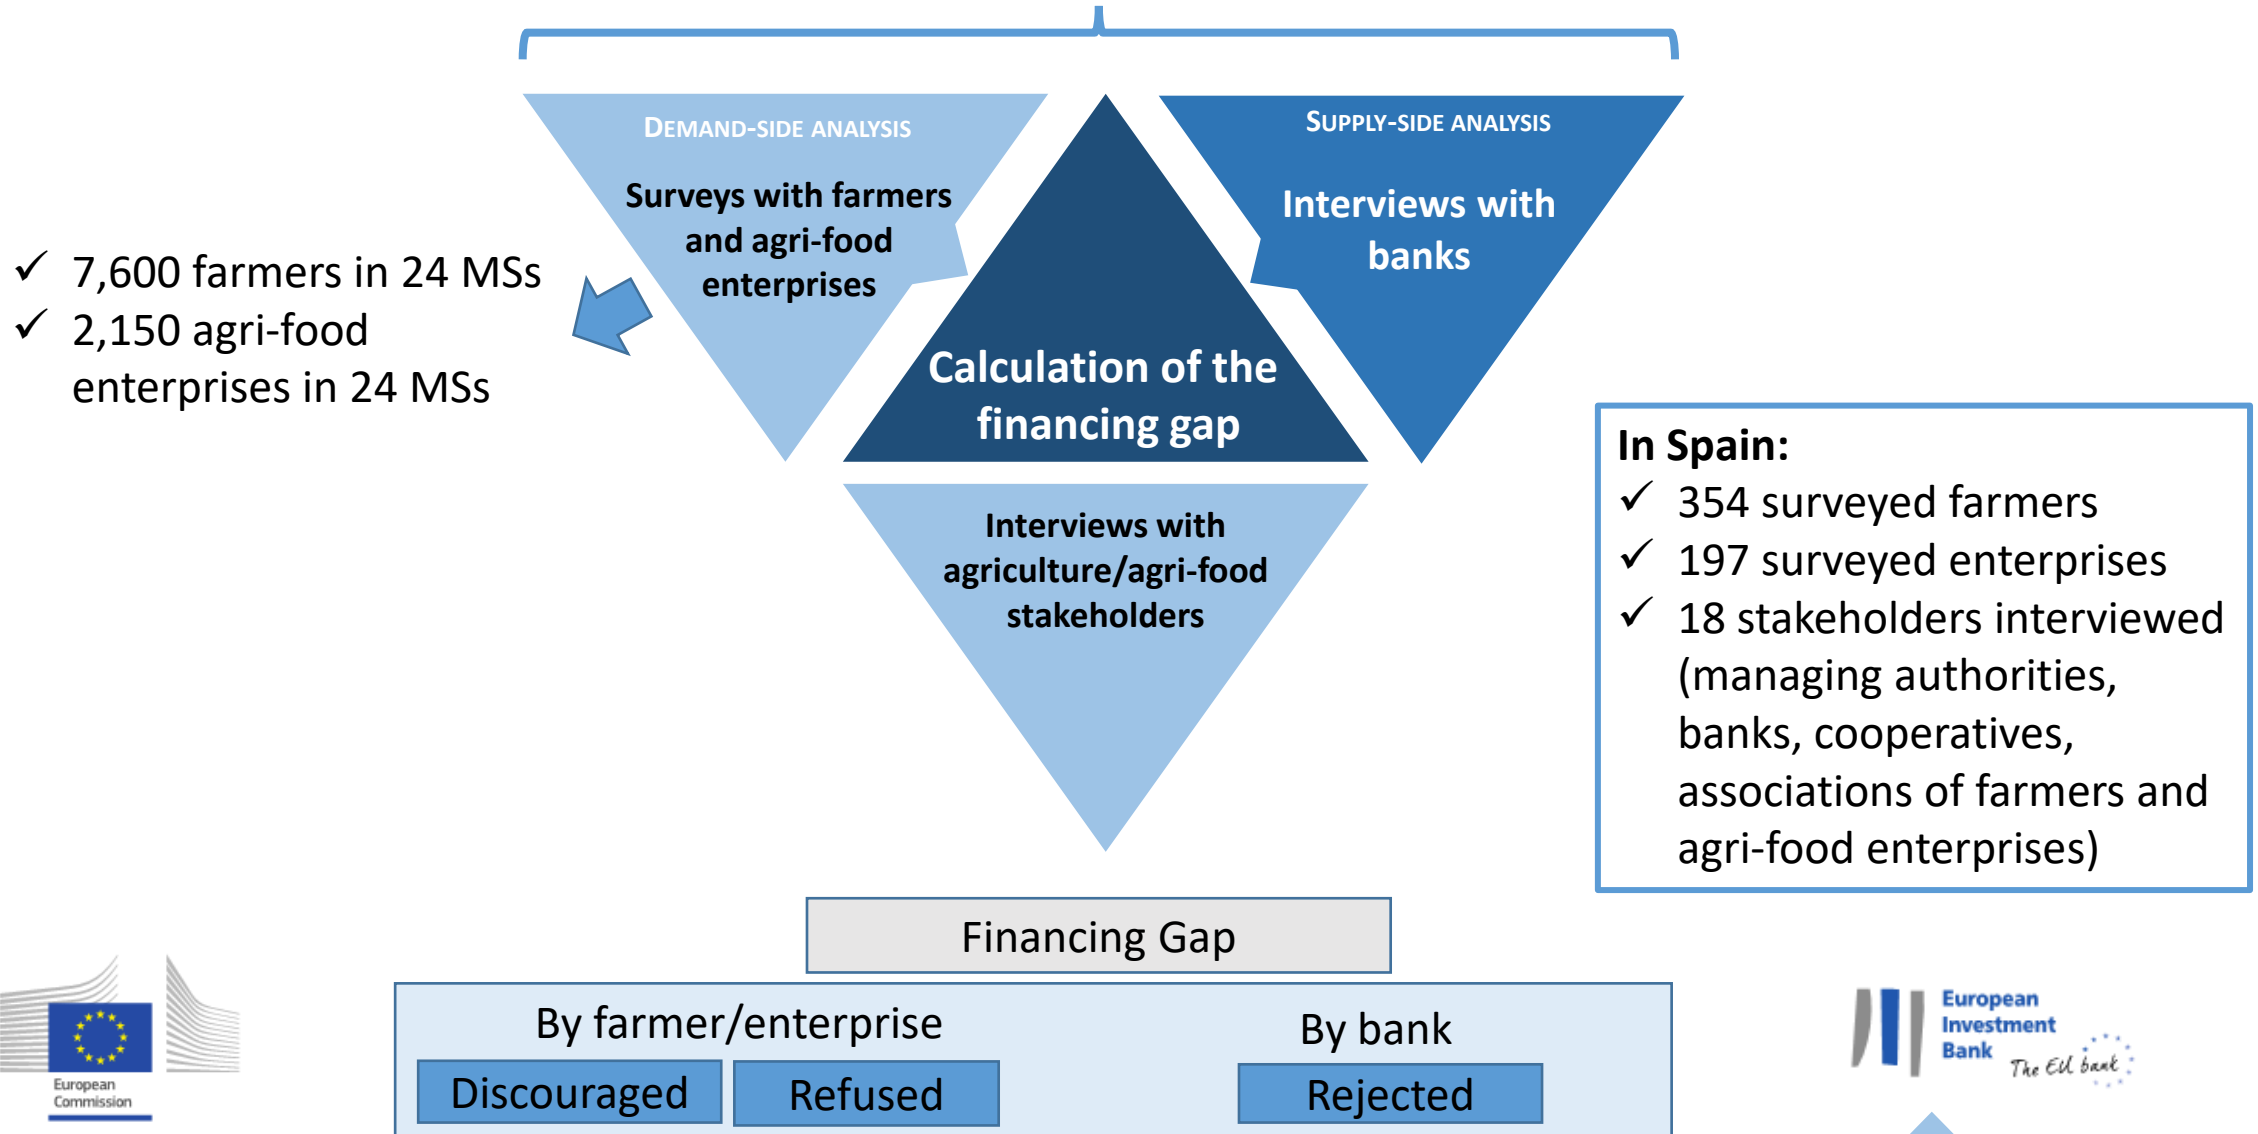 DEMAND-SIDE ANALYSIS
Surveys with farmers
and agri-food
enterprises
SUPPLY-SIDE ANALYSIS
Interviews with
banks
✓ 7,600 farmers in 24 MSs
✓ 2,150 agri-food
enterprises in 24 MSs
Calculation of the
financing gap
Interviews with
agriculture/agri-food
stakeholders
In Spain:
✓ 354 surveyed farmers
✓ 197 surveyed enterprises
✓ 18 stakeholders interviewed
(managing authorities,
banks, cooperatives,
associations of farmers and
agri-food enterprises)
Financing Gap
By farmer/enterprise
By bank
Discouraged
Refused
Rejected
European
Commission
European
Investment
Bank
The EU bank